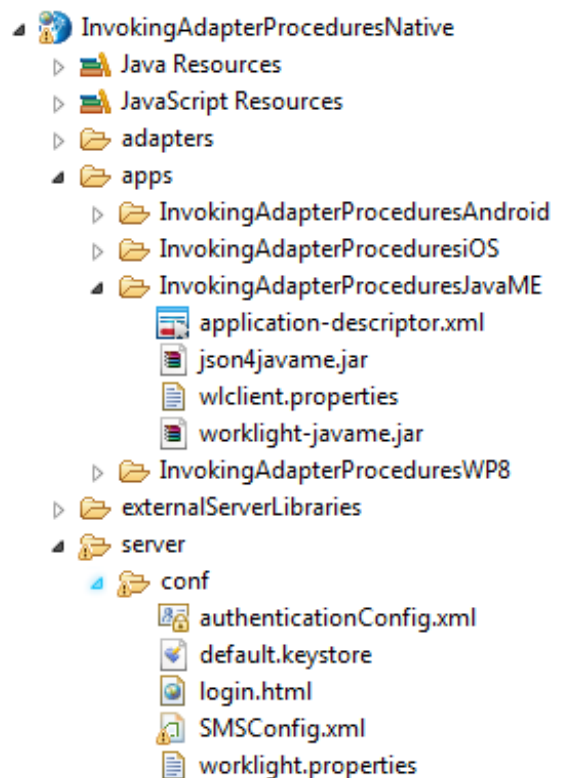 InvokingAdapterProceduresNative
Java Resources
JavaScript Resources
adapters
apps
InvokingAdapterProceduresAndroid
InvokingAdapterProceduresiOS
InvokingAdapterProceduresJavaME
application-descriptor.xml
json4javame.jar
wlclient.properties
worklight-javame.jar
InvokingAdapterProceduresWP8
externalServerLibraries
server
conf
authenticationConfig.xml
default.keystore
login.html
SMSConfig.xml
worklight.properties